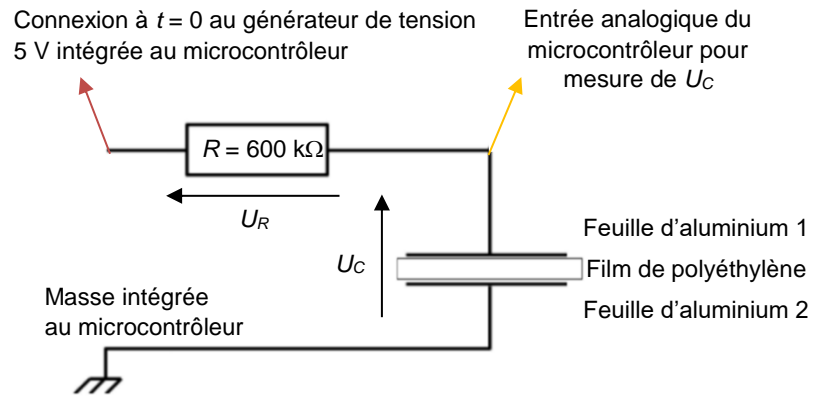 Connexion à t = 0 au générateur de tension
5 V intégrée au microcontrôleur
Entrée analogique du
microcontrôleur pour
mesure de UC
R = 600 kΩ
UR
UC
Feuille d'aluminium 1
Film de polyéthylène
Feuille d'aluminium 2
Masse intégrée
au microcontrôleur